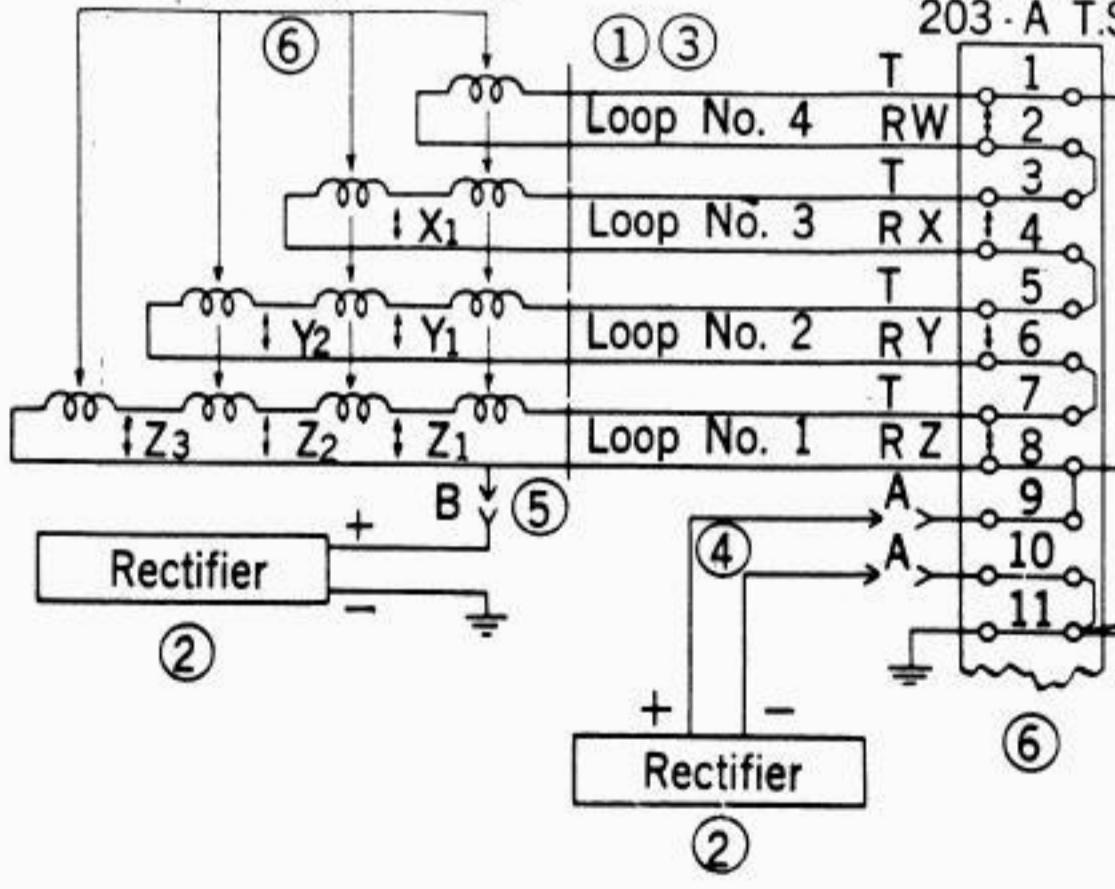 203-A T.S
⑥ ① ③ T 1
Loop No. 4 R W 2
T 3
X1 Loop No. 3 R X 4
T 5
Y2 Y1 Loop No. 2 R Y 6
T 7
Z3 Z2 Z1 Loop No. 1 R Z 8
B ⑤ A 9
+ ④ A 10
Rectifier
− 11
②
+ − ⑥
Rectifier
②